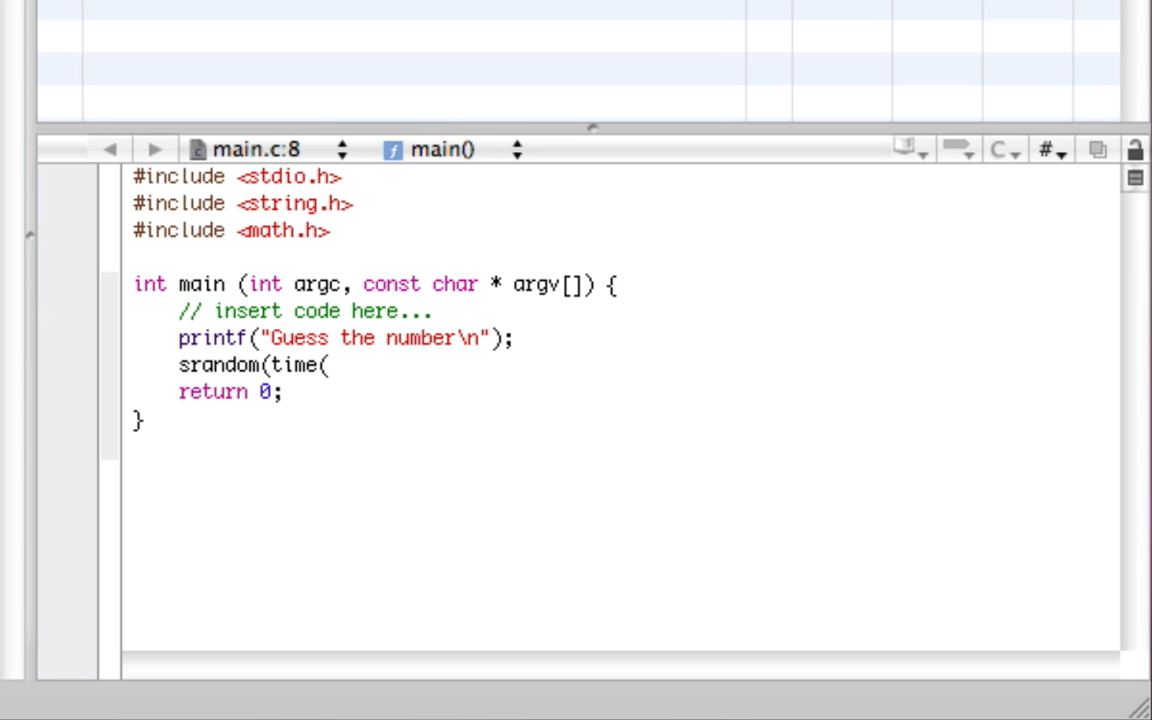 main.c:8 main() C #
#include <stdio.h>
#include <string.h>
#include <math.h>
int main (int argc, const char * argv[]) {
// insert code here...
printf("Guess the number\n");
srandom(time(
return 0;
}